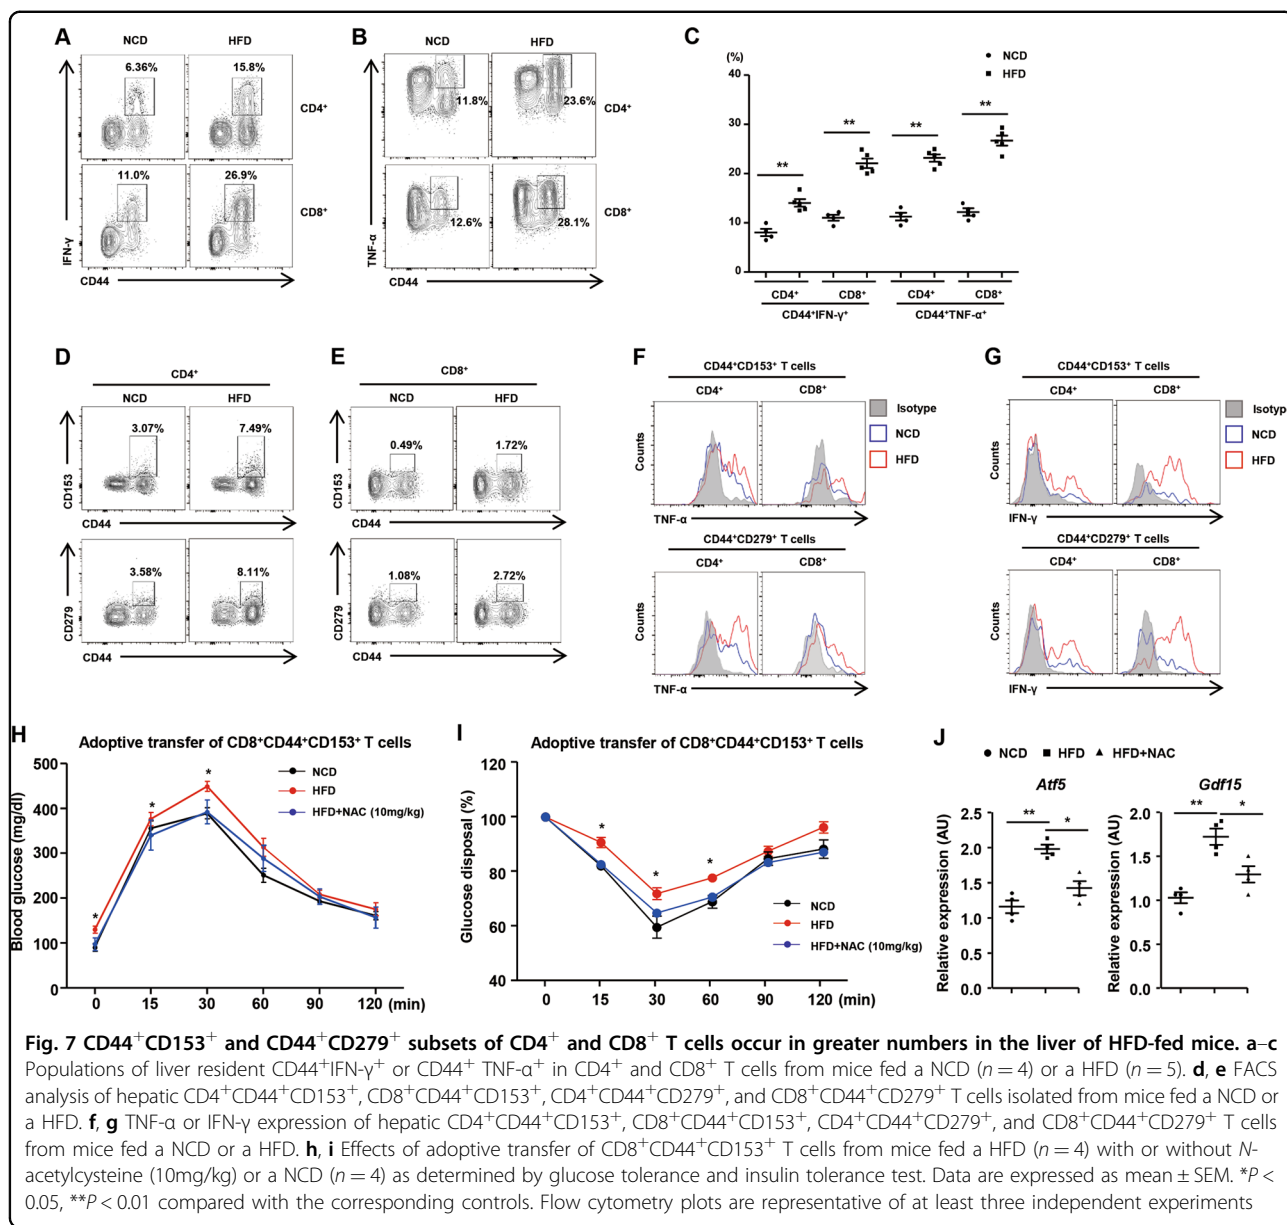 A
NCD
HFD
6.36%
15.8%
CD4⁺
11.0%
26.9%
CD8⁺
IFN-γ
CD44
B
NCD
HFD
11.8%
23.6%
CD4⁺
12.6%
28.1%
CD8⁺
TNF-α
CD44
C
NCD
HFD
(%)
40
30
20
10
0
**
**
**
**
CD4⁺
CD8⁺
CD4⁺
CD8⁺
CD44⁺IFN-γ⁺
CD44⁺TNF-α⁺
D
CD4⁺
NCD
HFD
3.07%
7.49%
CD153
CD44
3.58%
8.11%
CD279
CD44
E
CD8⁺
NCD
HFD
0.49%
1.72%
CD153
CD44
1.08%
2.72%
CD279
CD44
F
CD44⁺CD153⁺ T cells
CD4⁺
CD8⁺
Isotype
NCD
HFD
Counts
TNF-α
CD44⁺CD279⁺ T cells
CD4⁺
CD8⁺
Counts
TNF-α
G
CD44⁺CD153⁺ T cells
CD4⁺
CD8⁺
Isotype
NCD
HFD
Counts
IFN-γ
CD44⁺CD279⁺ T cells
CD4⁺
CD8⁺
Counts
IFN-γ
H
Adoptive transfer of CD8⁺CD44⁺CD153⁺ T cells
NCD
HFD
HFD+NAC (10mg/kg)
Blood glucose (mg/dl)
500
400
300
200
100
0
*
*
*
0
15
30
60
90
120
(min)
I
Adoptive transfer of CD8⁺CD44⁺CD153⁺ T cells
Glucose disposal (%)
120
100
80
60
40
*
*
*
NCD
HFD
HFD+NAC (10mg/kg)
0
15
30
60
90
120
(min)
J
NCD
HFD
HFD+NAC
Atf5
Relative expression (AU)
2.5
2.0
1.5
1.0
0.0
**
*
Gdf15
Relative expression (AU)
2.0
1.5
1.0
0.5
0.0
**
*
Fig. 7 CD44⁺CD153⁺ and CD44⁺CD279⁺ subsets of CD4⁺ and CD8⁺ T cells occur in greater numbers in the liver of HFD-fed mice. a–c
Populations of liver resident CD44⁺IFN-γ⁺ or CD44⁺ TNF-α⁺ in CD4⁺ and CD8⁺ T cells from mice fed a NCD (n = 4) or a HFD (n = 5). d, e FACS
analysis of hepatic CD4⁺CD44⁺CD153⁺, CD8⁺CD44⁺CD153⁺, CD4⁺CD44⁺CD279⁺, and CD8⁺CD44⁺CD279⁺ T cells isolated from mice fed a NCD or
a HFD. f, g TNF-α or IFN-γ expression of hepatic CD4⁺CD44⁺CD153⁺, CD8⁺CD44⁺CD153⁺, CD4⁺CD44⁺CD279⁺, and CD8⁺CD44⁺CD279⁺ T cells
from mice fed a NCD or a HFD. h, i Effects of adoptive transfer of CD8⁺CD44⁺CD153⁺ T cells from mice fed a HFD (n = 4) with or without N-
acetylcysteine (10mg/kg) or a NCD (n = 4) as determined by glucose tolerance and insulin tolerance test. Data are expressed as mean ± SEM. *P <
0.05, **P < 0.01 compared with the corresponding controls. Flow cytometry plots are representative of at least three independent experiments